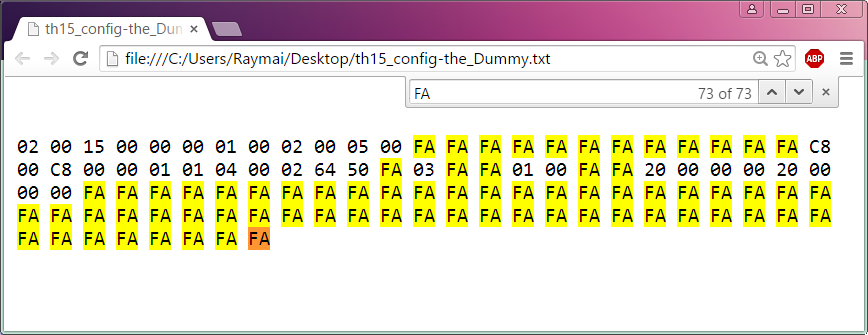 th15_config-the_Dum
file:///C:/Users/Raymai/Desktop/th15_config-the_Dummy.txt
ABP
FA 73 of 73
02 00 15 00 00 00 01 00 02 00 05 00 FA FA FA FA FA FA FA FA FA FA FA FA C8
00 C8 00 00 01 01 04 00 02 64 50 FA 03 FA FA 01 00 FA FA 20 00 00 00 20 00
00 00 FA FA FA FA FA FA FA FA FA FA FA FA FA FA FA FA FA FA FA FA FA FA FA
FA FA FA FA FA FA FA FA FA FA FA FA FA FA FA FA FA FA FA FA FA FA FA FA FA
FA FA FA FA FA FA FA FA